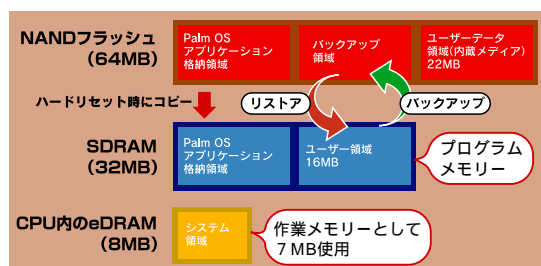 NANDフラッシュ
(64MB)
Palm OS
アプリケーション
格納領域
バックアップ
領域
ユーザーデータ
領域(内蔵メディア)
22MB
ハードリセット時にコピー
リストア
バックアップ
SDRAM
(32MB)
Palm OS
アプリケーション
格納領域
ユーザー領域
16MB
プログラム
メモリー
CPU内のeDRAM
(8MB)
システム
領域
作業メモリーとして
7MB使用